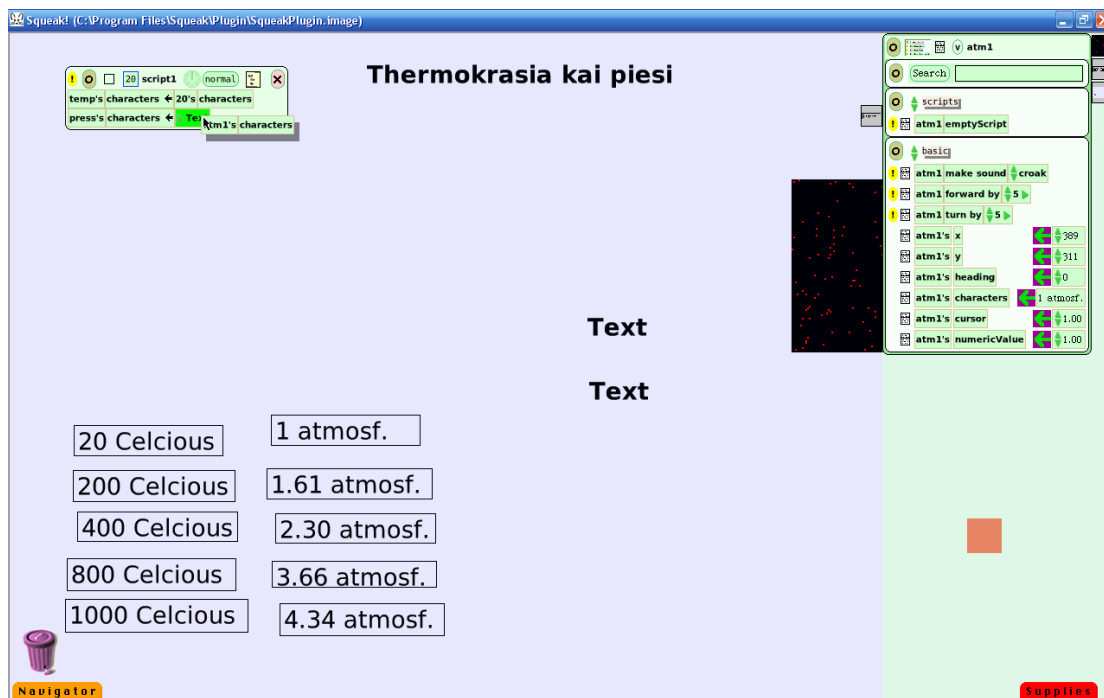 Squeak! (C:\Program Files\Squeak\Plugin\SqueakPlugin.image)
! 20 script1 normal
temp's characters ← 20's characters
press's characters ←
atm1's characters
Thermokrasia kai piesi
v atm1
Search
scripts
! atm1 emptyScript
basic
! atm1 make sound croak
! atm1 forward by 5
! atm1 turn by 5
atm1's x 389
atm1's y 311
atm1's heading 0
atm1's characters 1 atmosf.
atm1's cursor 1.00
atm1's numericValue 1.00
Text
Text
20 Celcious
1 atmosf.
200 Celcious
1.61 atmosf.
400 Celcious
2.30 atmosf.
800 Celcious
3.66 atmosf.
1000 Celcious
4.34 atmosf.
Navigator
Supplies